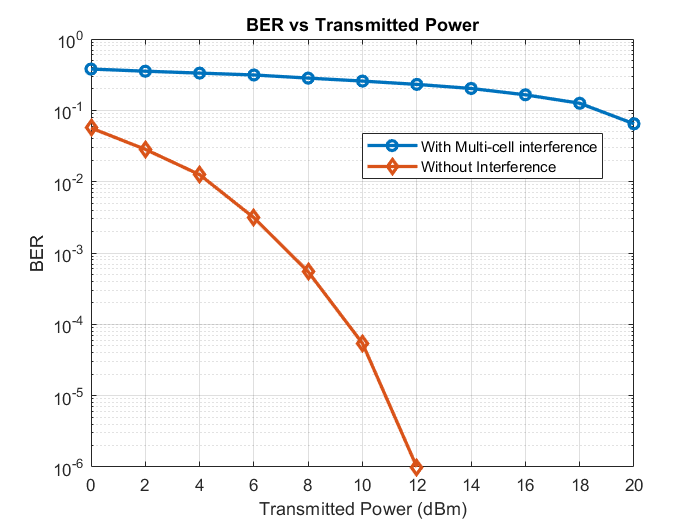 BER vs Transmitted Power
10^0
10^-1
10^-2
10^-3
10^-4
10^-5
10^-6
BER
With Multi-cell interference
Without Interference
0 2 4 6 8 10 12 14 16 18 20
Transmitted Power (dBm)